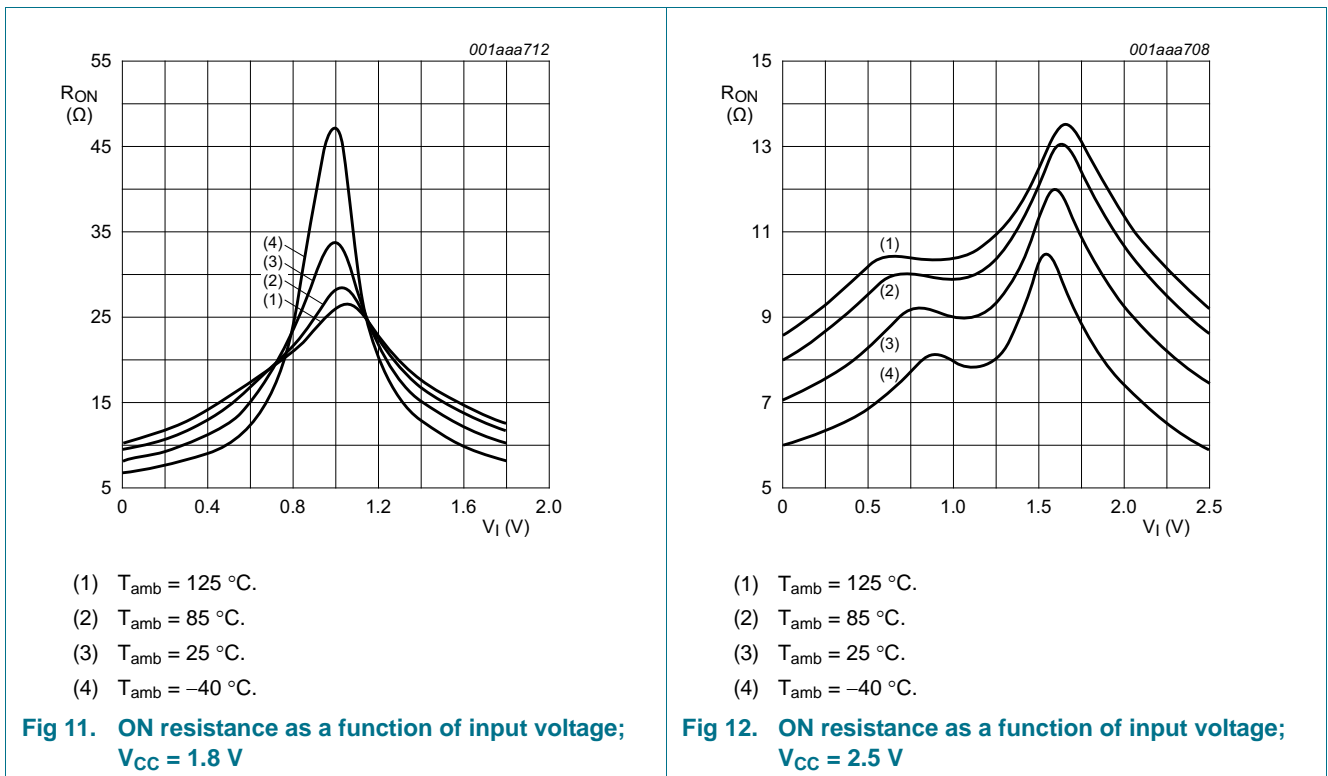 001aaa712
55
45
35
25
15
5
RON
(Ω)
(4)
(3)
(2)
(1)
0
0.4
0.8
1.2
1.6
2.0
VI (V)
(1) Tamb = 125 °C.
(2) Tamb = 85 °C.
(3) Tamb = 25 °C.
(4) Tamb = −40 °C.
Fig 11. ON resistance as a function of input voltage;
VCC = 1.8 V
001aaa708
15
13
11
9
7
5
RON
(Ω)
(1)
(2)
(3)
(4)
0
0.5
1.0
1.5
2.0
2.5
VI (V)
(1) Tamb = 125 °C.
(2) Tamb = 85 °C.
(3) Tamb = 25 °C.
(4) Tamb = −40 °C.
Fig 12. ON resistance as a function of input voltage;
VCC = 2.5 V